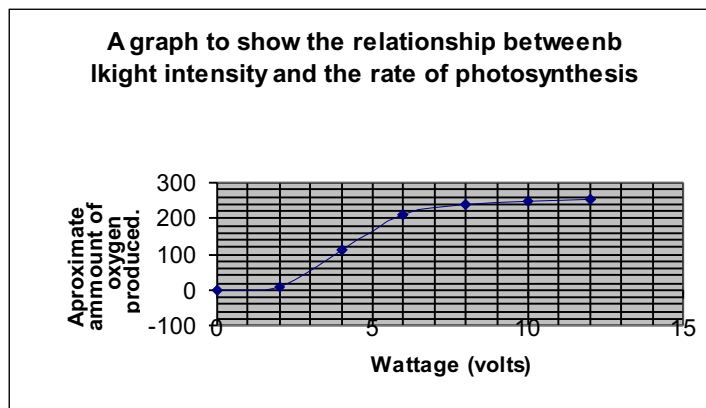 A graph to show the relationship betweenb
lkight intensity and the rate of photosynthesis
Aproximate
ammount of
oxygen
produced.
300
200
100
0
-100
0
5
10
15
Wattage (volts)